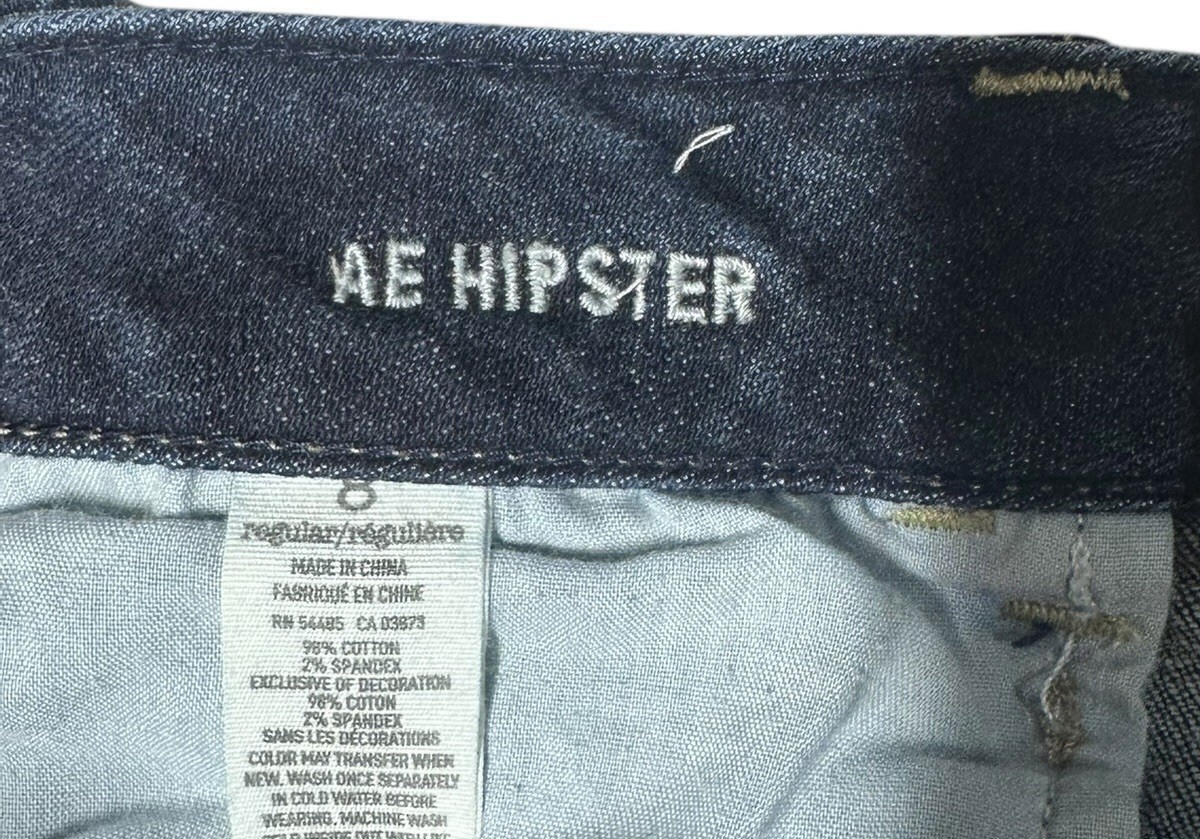 AE HIPSTER
regular/régulière
MADE IN CHINA
FABRIQUÉ EN CHINE
RN 54485 CA 03873
98% COTTON
2% SPANDEX
EXCLUSIVE OF DECORATION
98% COTON
2% SPANDEX
SANS LES DÉCORATIONS
COLOR MAY TRANSFER WHEN
NEW. WASH ONCE SEPARATELY
IN COLD WATER BEFORE
WEARING. MACHINE WASH